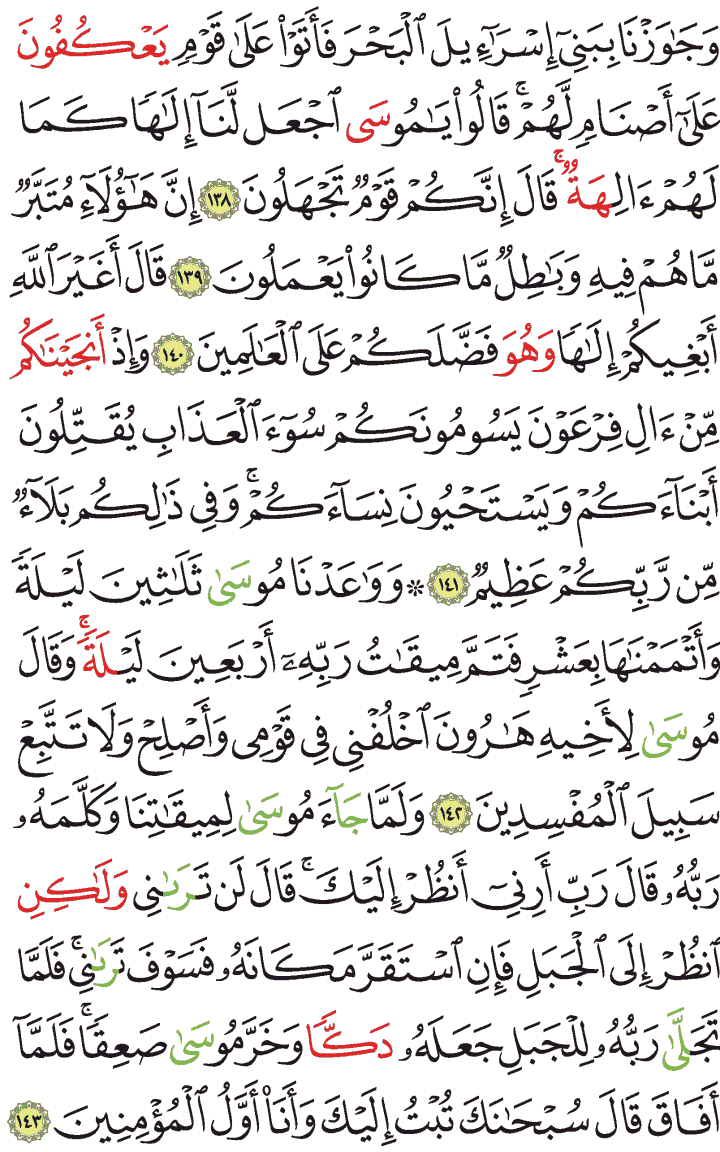 وَجَٰوَزْنَا بِبَنِىٓ إِسْرَٰٓءِيلَ ٱلْبَحْرَ فَأَتَوْا۟ عَلَىٰ قَوْمٍ يَعْكُفُونَ
عَلَىٰٓ أَصْنَامٍ لَّهُمْ ۚ قَالُوا۟ يَٰمُوسَى ٱجْعَل لَّنَآ إِلَٰهًا كَمَا
لَهُمْ ءَالِهَةٌ ۚ قَالَ إِنَّكُمْ قَوْمٌ تَجْهَلُونَ ١٣٨ إِنَّ هَٰٓؤُلَآءِ مُتَبَّرٌ
مَّا هُمْ فِيهِ وَبَٰطِلٌ مَّا كَانُوا۟ يَعْمَلُونَ ١٣٩ قَالَ أَغَيْرَ ٱللَّهِ
أَبْغِيكُمْ إِلَٰهًا وَهُوَ فَضَّلَكُمْ عَلَى ٱلْعَٰلَمِينَ ١٤٠ وَإِذْ أَنجَيْنَٰكُم
مِّنْ ءَالِ فِرْعَوْنَ يَسُومُونَكُمْ سُوٓءَ ٱلْعَذَابِ يُقَتِّلُونَ
أَبْنَآءَكُمْ وَيَسْتَحْيُونَ نِسَآءَكُمْ ۚ وَفِى ذَٰلِكُم بَلَآءٌ
مِّن رَّبِّكُمْ عَظِيمٌ ١٤١ ۞ وَوَٰعَدْنَا مُوسَىٰ ثَلَٰثِينَ لَيْلَةً
وَأَتْمَمْنَٰهَا بِعَشْرٍ فَتَمَّ مِيقَٰتُ رَبِّهِۦٓ أَرْبَعِينَ لَيْلَةً ۚ وَقَالَ
مُوسَىٰ لِأَخِيهِ هَٰرُونَ ٱخْلُفْنِى فِى قَوْمِى وَأَصْلِحْ وَلَا تَتَّبِعْ
سَبِيلَ ٱلْمُفْسِدِينَ ١٤٢ وَلَمَّا جَآءَ مُوسَىٰ لِمِيقَٰتِنَا وَكَلَّمَهُۥ
رَبُّهُۥ قَالَ رَبِّ أَرِنِىٓ أَنظُرْ إِلَيْكَ ۚ قَالَ لَن تَرَىٰنِى وَلَٰكِنِ
ٱنظُرْ إِلَى ٱلْجَبَلِ فَإِنِ ٱسْتَقَرَّ مَكَانَهُۥ فَسَوْفَ تَرَىٰنِى ۚ فَلَمَّا
تَجَلَّىٰ رَبُّهُۥ لِلْجَبَلِ جَعَلَهُۥ دَكًّا وَخَرَّ مُوسَىٰ صَعِقًا ۚ فَلَمَّآ
أَفَاقَ قَالَ سُبْحَٰنَكَ تُبْتُ إِلَيْكَ وَأَنَا۠ أَوَّلُ ٱلْمُؤْمِنِينَ ١٤٣